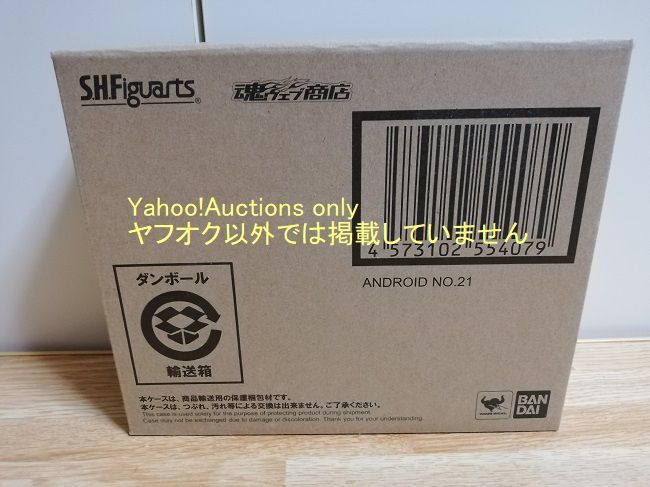 S.H.Figuarts®
魂ウェブ商店
Yahoo!Auctions only
ヤフオク以外では掲載していません
4 573102 554079
ANDROID NO.21
ダンボール
輸送箱
本ケースは、商品輸送用の保護梱包材です。
本ケースは、つぶれ、汚れ等による交換は出来ません。ご了承ください。
This case is used solely for the purpose of protecting product during shipment.
Case may not be exchanged due to damage or discoloration. Thank you for your understanding.
BAN
DAI